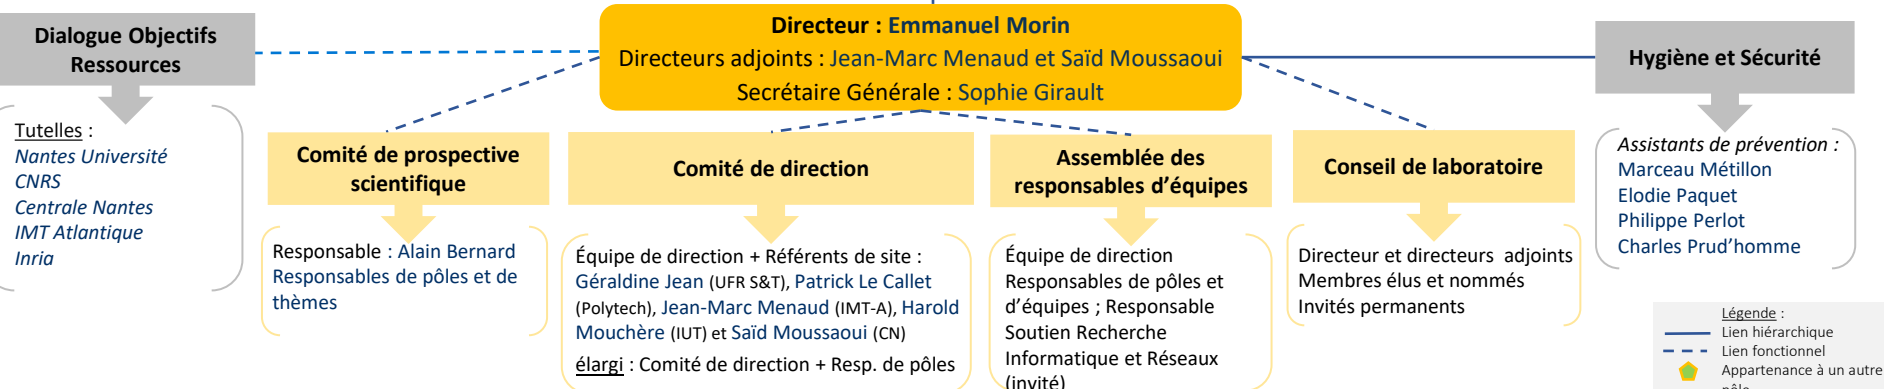 Directeur : Emmanuel Morin
Directeurs adjoints : Jean-Marc Menaud et Saïd Moussaoui
Secrétaire Générale : Sophie Girault
Dialogue Objectifs
Ressources
Tutelles :
Nantes Université
CNRS
Centrale Nantes
IMT Atlantique
Inria
Comité de prospective
scientifique
Responsable : Alain Bernard
Responsables de pôles et de
thèmes
Comité de direction
Équipe de direction + Référents de site :
Géraldine Jean (UFR S&T), Patrick Le Callet
(Polytech), Jean-Marc Menaud (IMT-A), Harold
Mouchère (IUT) et Saïd Moussaoui (CN)
élargi : Comité de direction + Resp. de pôles
Assemblée des
responsables d’équipes
Équipe de direction
Responsables de pôles et
d’équipes ; Responsable
Soutien Recherche
Informatique et Réseaux
(invité)
Conseil de laboratoire
Directeur et directeurs adjoints
Membres élus et nommés
Invités permanents
Hygiène et Sécurité
Assistants de prévention :
Marceau Métillon
Elodie Paquet
Philippe Perlot
Charles Prud’homme
Légende :
Lien hiérarchique
Lien fonctionnel
Appartenance à un autre
pôle